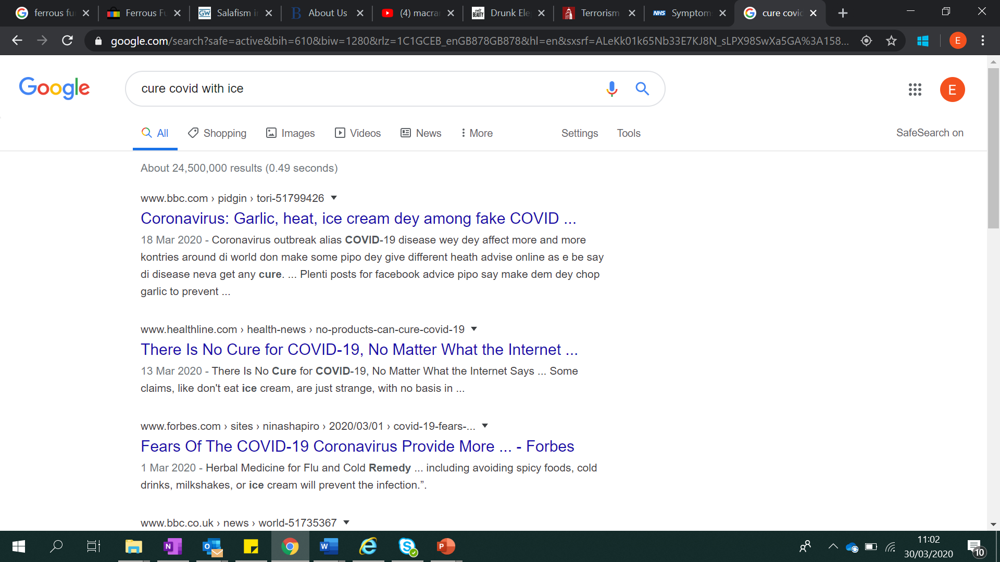 ferrous fu
Ferrous Fu
Salafism i
About Us
(4) macra
Drunk Ele
Terrorism
NHS
Symptom
cure covid
google.com/search?safe=active&bih=610&biw=1280&rlz=1C1GCEB_enGB878GB878&hl=en&sxsrf=ALeKk01k65Nb33E7KJ8N_sLPX98SwXa5GA%3A158...
E
Google
cure covid with ice
E
All
Shopping
Images
Videos
News
More
Settings
Tools
SafeSearch on
About 24,500,000 results (0.49 seconds)
www.bbc.com › pidgin › tori-51799426
Coronavirus: Garlic, heat, ice cream dey among fake COVID ...
18 Mar 2020 - Coronavirus outbreak alias COVID-19 disease wey dey affect more and more
kontries around di world don make some pipo dey give different heath advise online as e be say
di disease neva get any cure. ... Plenti posts for facebook advice pipo say make dem dey chop
garlic to prevent ...
www.healthline.com › health-news › no-products-can-cure-covid-19
There Is No Cure for COVID-19, No Matter What the Internet ...
13 Mar 2020 - There Is No Cure for COVID-19, No Matter What the Internet Says ... Some
claims, like don't eat ice cream, are just strange, with no basis in ...
www.forbes.com › sites › ninashapiro › 2020/03/01 › covid-19-fears-...
Fears Of The COVID-19 Coronavirus Provide More ... - Forbes
1 Mar 2020 - Herbal Medicine for Flu and Cold Remedy ... including avoiding spicy foods, cold
drinks, milkshakes, or ice cream will prevent the infection.”.
www.bbc.co.uk › news › world-51735367
11:02
30/03/2020
10